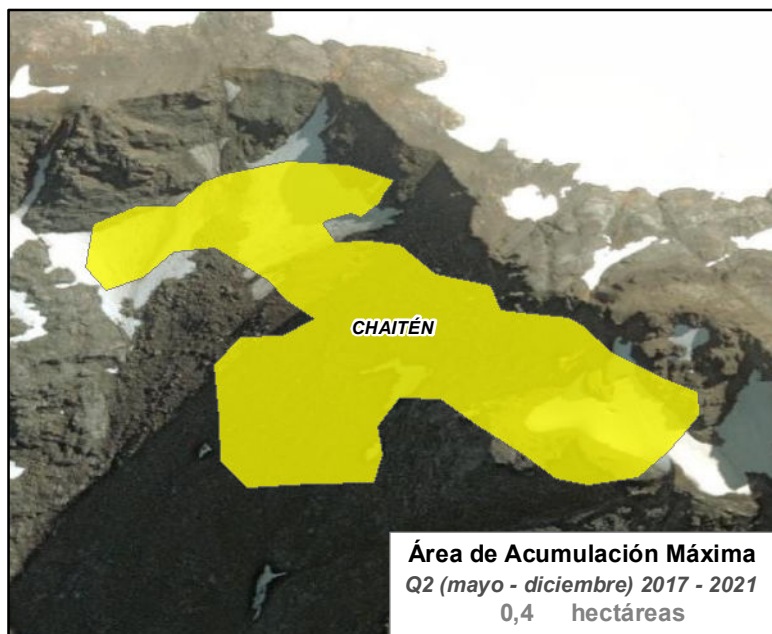 CHAITÉN
Área de Acumulación Máxima
Q2 (mayo - diciembre) 2017 - 2021
0,4 hectáreas